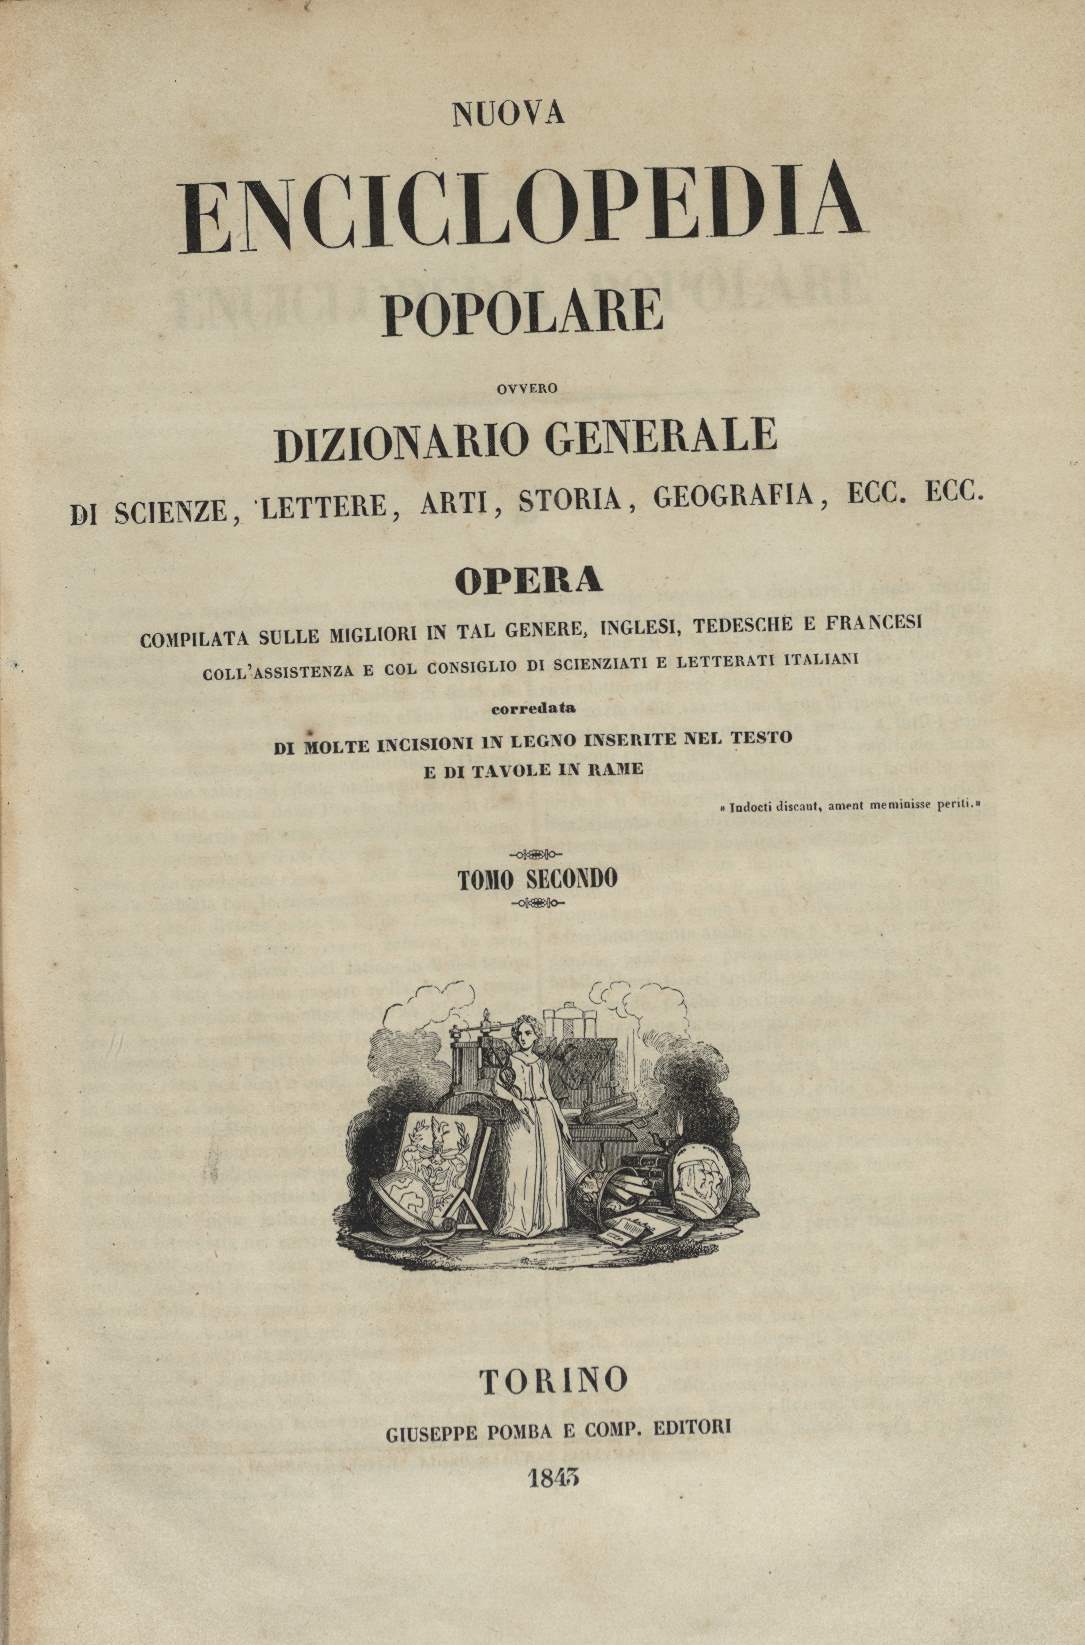 NUOVA
ENCICLOPEDIA
POPOLARE
OVVERO
DIZIONARIO GENERALE
DI SCIENZE, LETTERE, ARTI, STORIA, GEOGRAFIA, ECC. ECC.
OPERA
COMPILATA SULLE MIGLIORI IN TAL GENERE, INGLESI, TEDESCHE E FRANCESI
COLL'ASSISTENZA E COL CONSIGLIO DI SCIENZIATI E LETTERATI ITALIANI
corredata
DI MOLTE INCISIONI IN LEGNO INSERITE NEL TESTO
E DI TAVOLE IN RAME
« Indocti discant, ament meminisse periti.»
TOMO SECONDO
TORINO
GIUSEPPE POMBA E COMP. EDITORI
1843